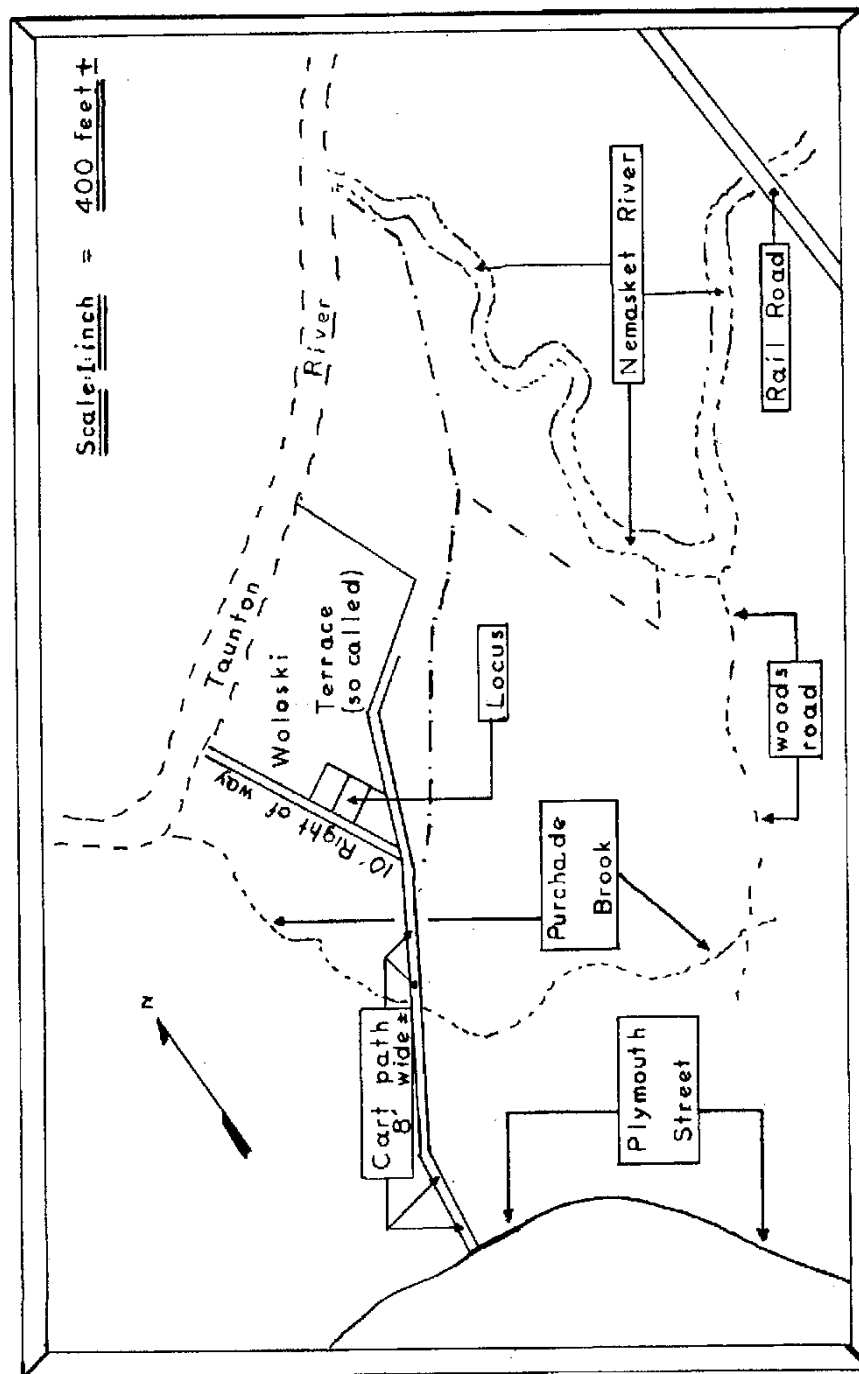 Scale:1:inch = 400 feet±
Taunton River
Woloski
Terrace
(so called)
10' Right of way
Locus
Nemasket River
Rail Road
woods
road
Purchade
Brook
N
Cart path
8' wide ±
Plymouth
Street